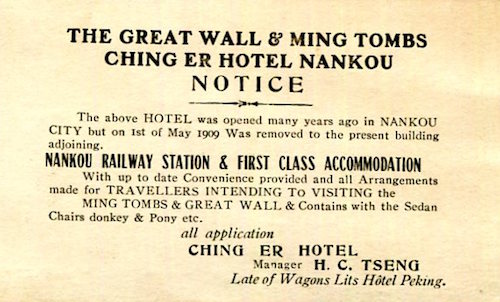 THE GREAT WALL & MING TOMBS
CHING ER HOTEL NANKOU
NOTICE
The above HOTEL was opened many years ago in NANKOU
CITY but on 1st of May 1909 Was removed to the present building
adjoining.
NANKOU RAILWAY STATION & FIRST CLASS ACCOMMODATION
With up to date Convenience provided and all Arrangements
made for TRAVELLERS INTENDING TO VISITING the
MING TOMBS & GREAT WALL & Contains with the Sedan
Chairs donkey & Pony etc.
all application
CHING ER HOTEL
Manager H. C. TSENG
Late of Wagons Lits Hôtel Peking.